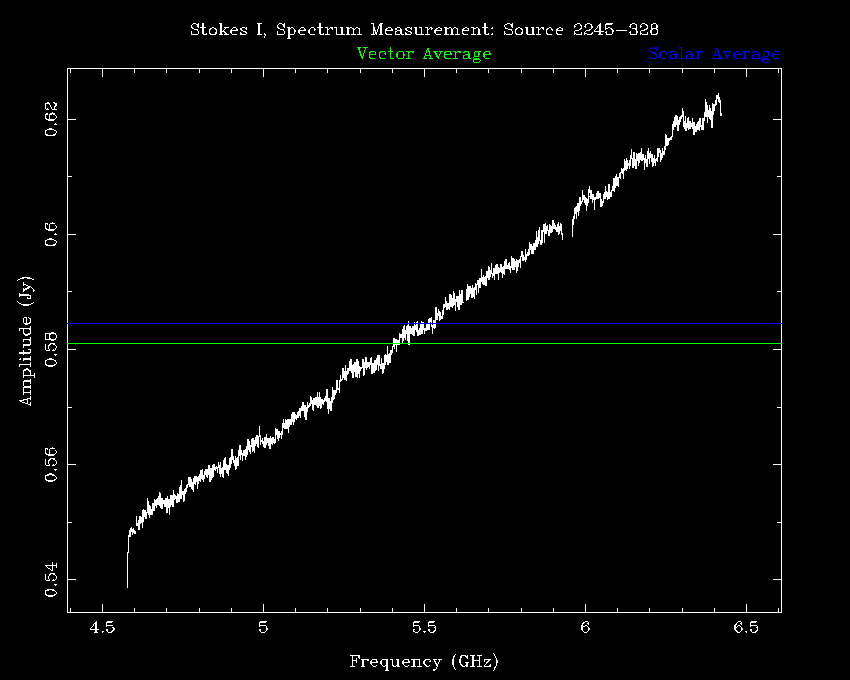 Stokes I, Spectrum Measurement: Source 2245-328
Vector Average
Scalar Average
0.62
0.6
0.58
0.56
0.54
Amplitude (Jy)
4.5
5
5.5
6
6.5
Frequency (GHz)